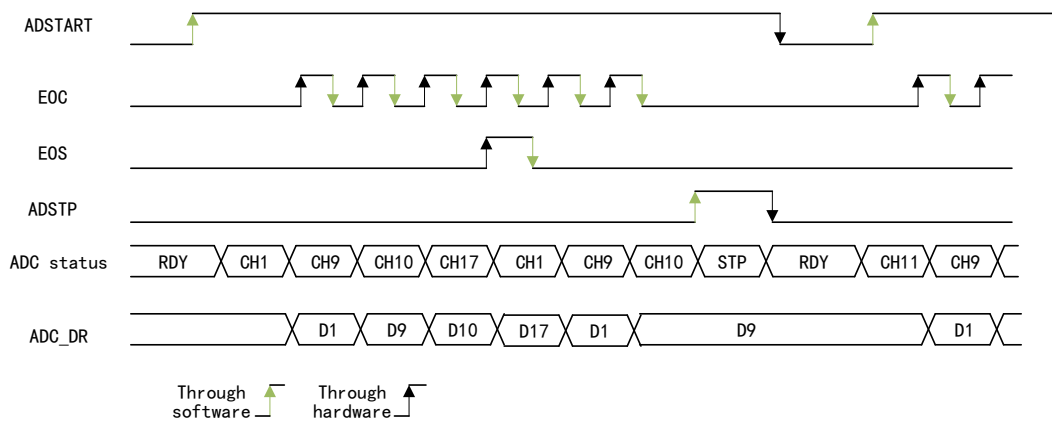 ADSTART
EOC
EOS
ADSTP
ADC status RDY CH1 CH9 CH10 CH17 CH1 CH9 CH10 STP RDY CH11 CH9
ADC_DR D1 D9 D10 D17 D1 D9 D1
Through software
Through hardware